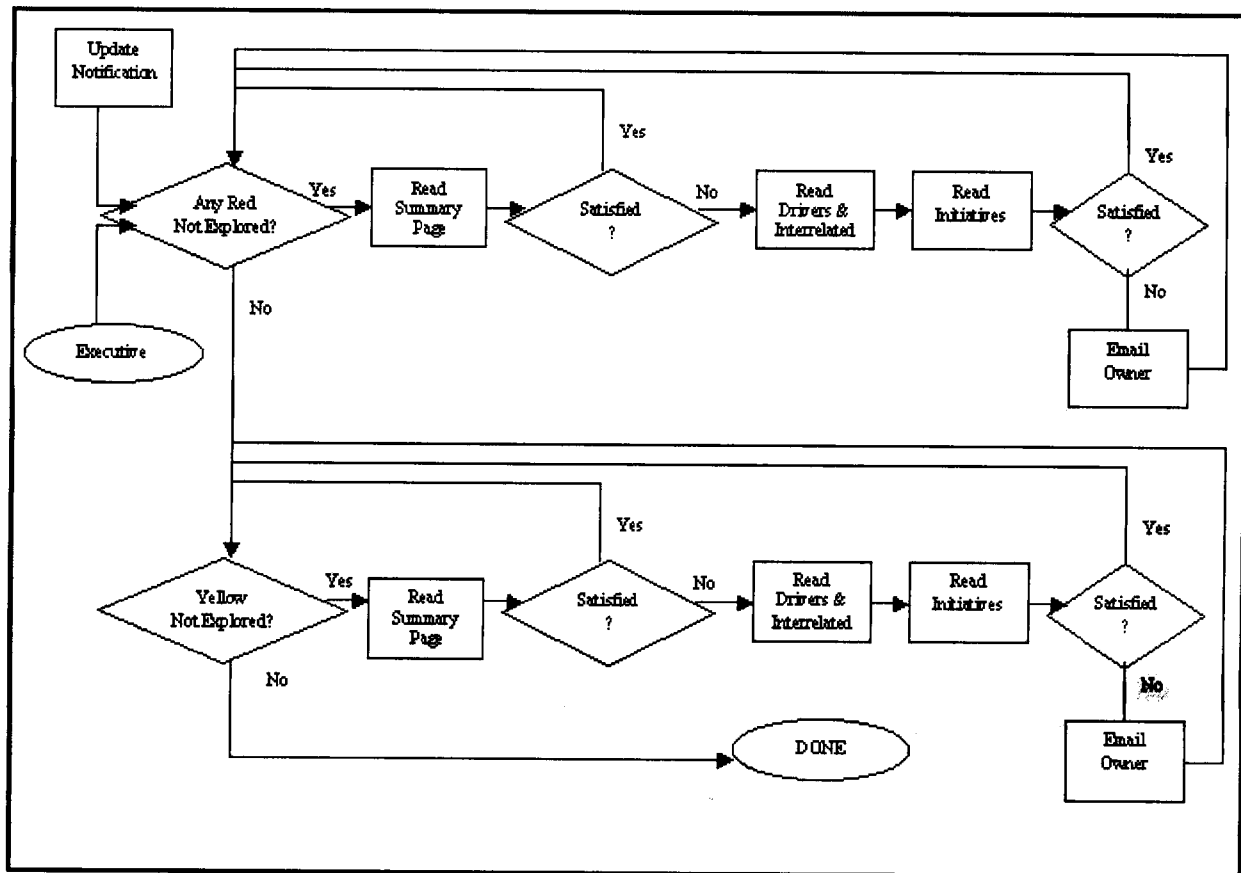 Update
Notification
Yes
Yes
Any Red
Not Explored?
Yes
Read
Summary
Page
Satisfied
?
No
Read
Drivers &
Interrelated
Read
Initiatives
Satisfied
?
No
No
Executive
Email
Owner
Yes
Yes
Yellow
Not Explored?
Yes
Read
Summary
Page
Satisfied
?
No
Read
Drivers &
Interrelated
Read
Initiatives
Satisfied
?
No
No
DONE
Email
Owner